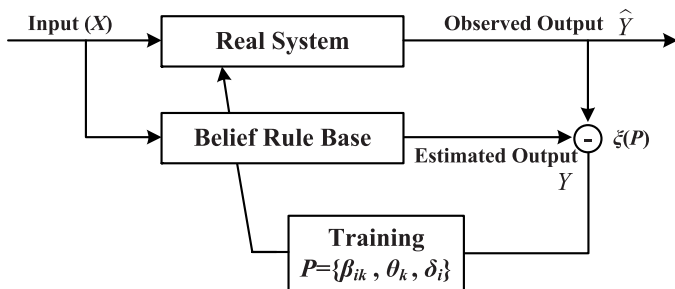 Input (X)
Real System
Observed Output Ŷ
Belief Rule Base
Estimated Output
Y
-
ξ(P)
Training
P={βik , θk , δi}